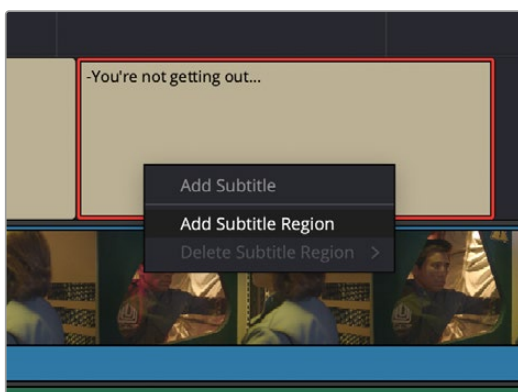 -You're not getting out...
Add Subtitle
Add Subtitle Region
Delete Subtitle Region >